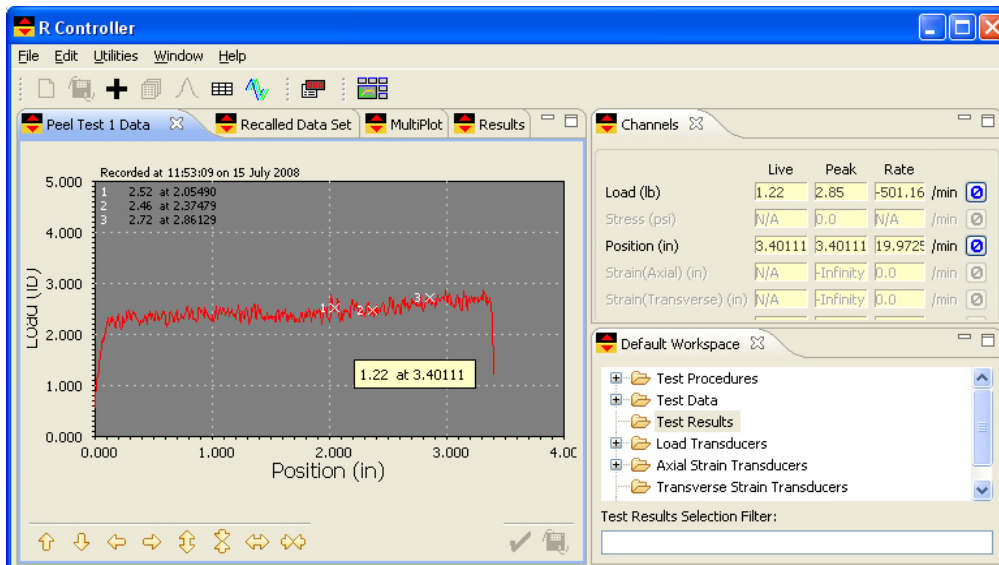 R Controller
File Edit Utilities Window Help
Peel Test 1 Data
Recalled Data Set
MultiPlot
Results
Recorded at 11:53:09 on 15 July 2008
1 2.52 at 2.05490
2 2.46 at 2.37479
3 2.72 at 2.86129
5.000
4.000
3.000
2.000
1.000
0.000
Load (lb)
1
2
3
1.22 at 3.40111
0.000 1.000 2.000 3.000 4.00
Position (in)
Channels
Live Peak Rate
Load (lb) 1.22 2.85 -501.16 /min
Stress (psi) N/A 0.0 N/A /min
Position (in) 3.40111 3.40111 19.9725 /min
Strain(Axial) (in) N/A -Infinity 0.0 /min
Strain(Transverse) (in) N/A -Infinity 0.0 /min
Default Workspace
Test Procedures
Test Data
Test Results
Load Transducers
Axial Strain Transducers
Transverse Strain Transducers
Test Results Selection Filter: